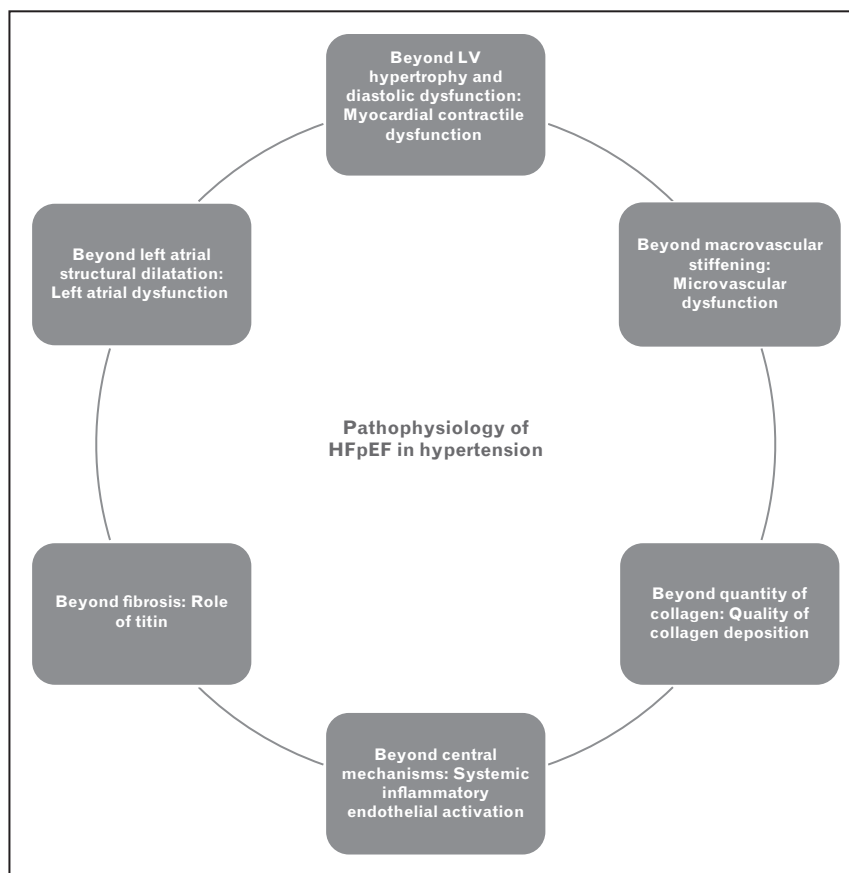 Beyond LV
hypertrophy and
diastolic dysfunction:
Myocardial contractile
dysfunction
Beyond macrovascular
stiffening:
Microvascular
dysfunction
Beyond quantity of
collagen: Quality of
collagen deposition
Beyond central
mechanisms: Systemic
inflammatory
endothelial activation
Beyond fibrosis: Role
of titin
Beyond left atrial
structural dilatation:
Left atrial dysfunction
Pathophysiology of
HFpEF in hypertension